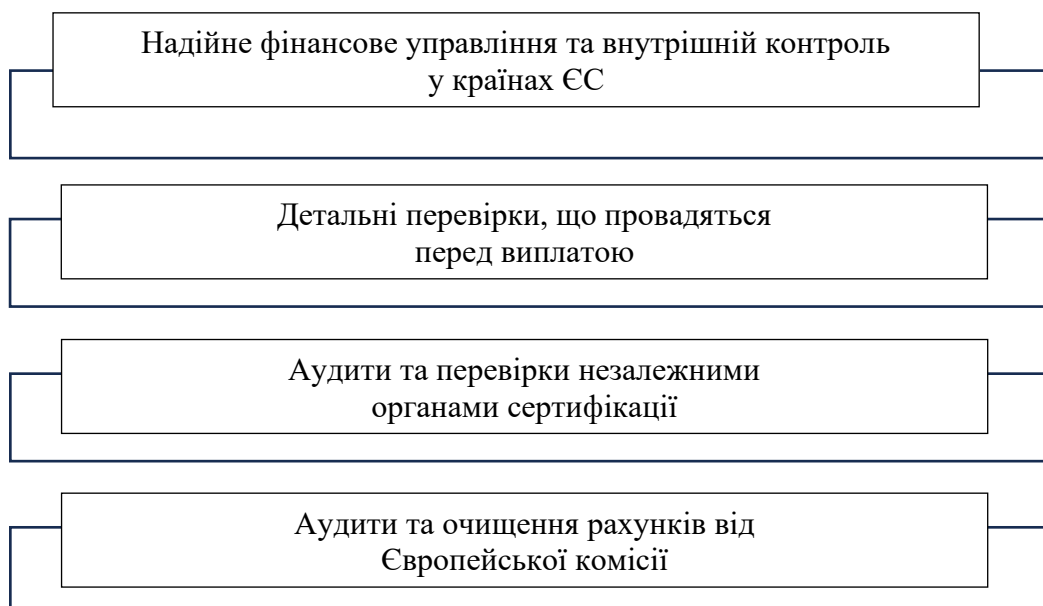 Надійне фінансове управління та внутрішній контроль
у країнах ЄС
Детальні перевірки, що провадяться
перед виплатою
Аудити та перевірки незалежними
органами сертифікації
Аудити та очищення рахунків від
Європейської комісії